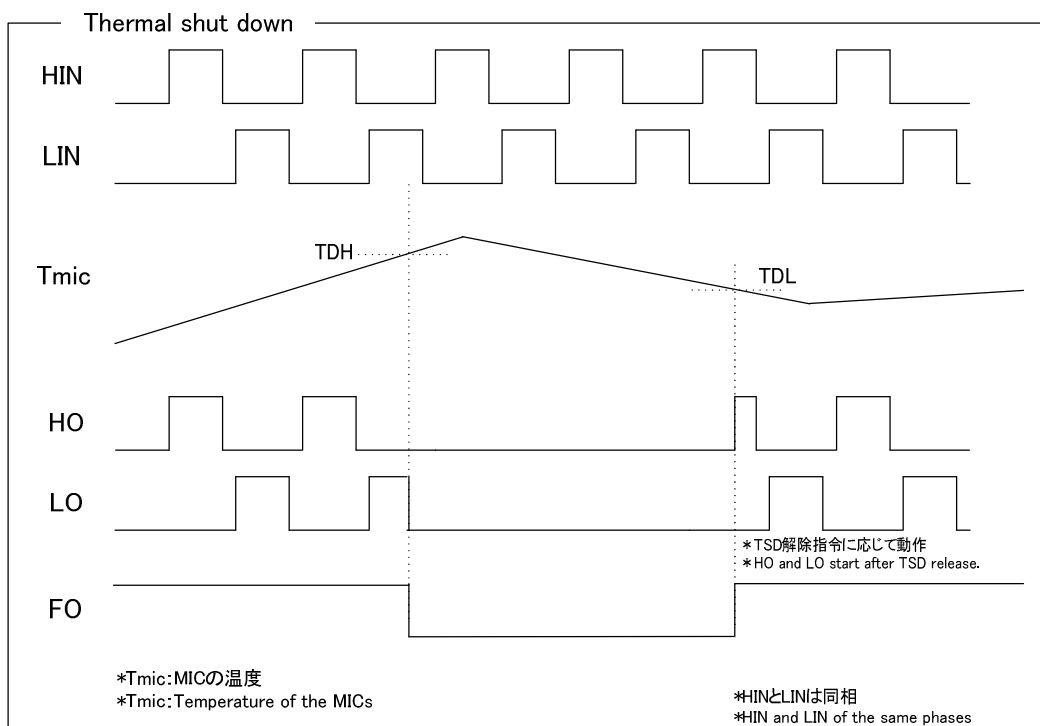 Thermal shut down
HIN
LIN
TDH
TDL
Tmic
HO
LO
*TSD解除指令に応じて動作
*HO and LO start after TSD release.
FO
*Tmic:MICの温度
*Tmic:Temperature of the MICs
*HINとLINは同相
*HIN and LIN of the same phases